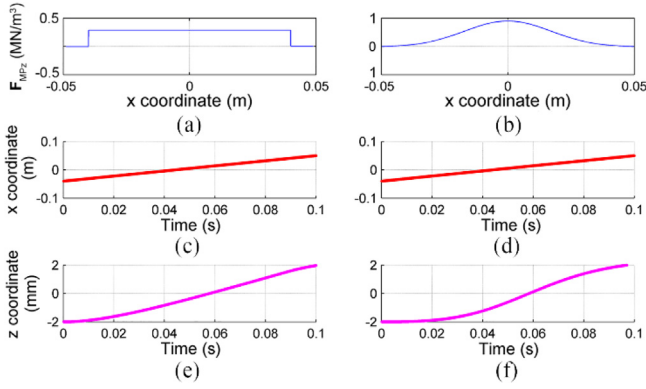 F_MPz (MN/m³)
0.5
0
0.5
-0.05 0 0.05
x coordinate (m)
(a)
1
0
1
-0.05 0 0.05
x coordinate (m)
(b)
x coordinate
(m)
0.1
0
-0.1
0 0.02 0.04 0.06 0.08 0.1
Time (s)
(c)
0.1
0
-0.1
0 0.02 0.04 0.06 0.08 0.1
Time (s)
(d)
z coordinate
(mm)
2
0
-2
0 0.02 0.04 0.06 0.08 0.1
Time (s)
(e)
2
0
-2
0 0.02 0.04 0.06 0.08 0.1
Time (s)
(f)